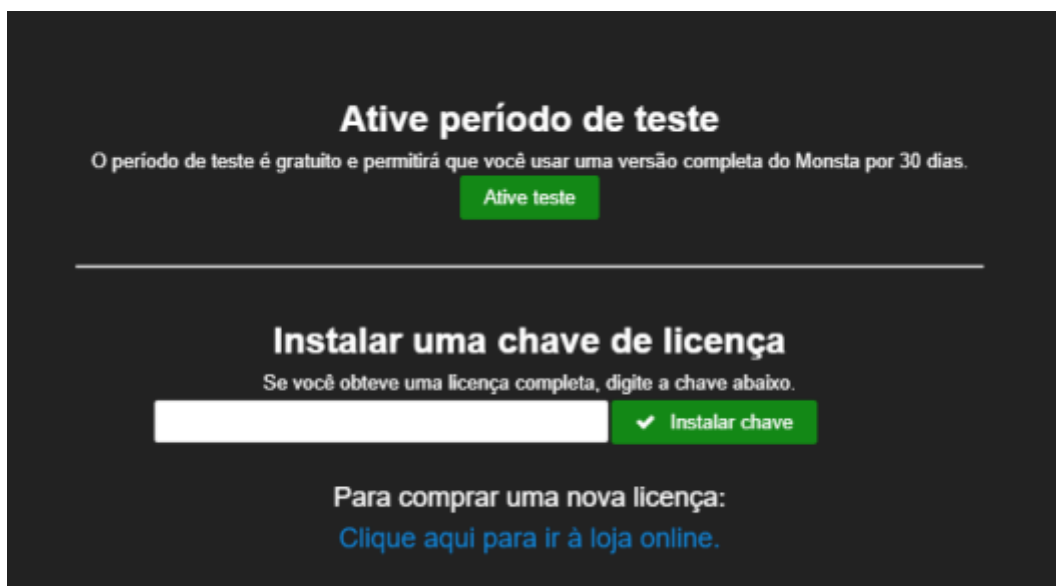 Ative período de teste
O período de teste é gratuito e permitirá que você usar uma versão completa do Monsta por 30 dias.
Ative teste
Instalar uma chave de licença
Se você obteve uma licença completa, digite a chave abaixo.
Instalar chave
Para comprar uma nova licença:
Clique aqui para ir à loja online.